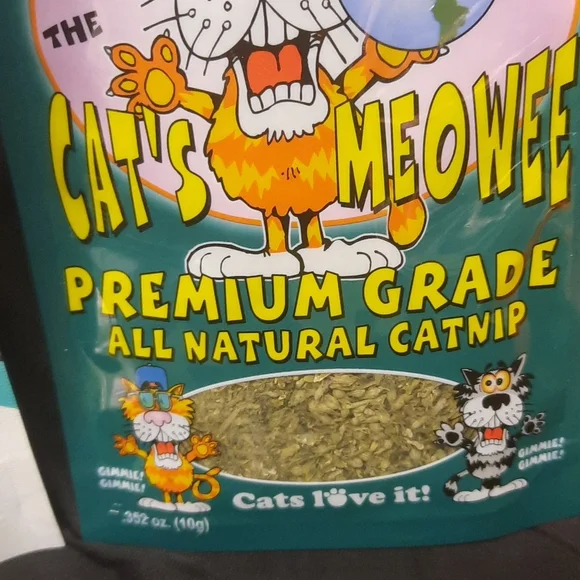 THE
CAT'S MEOWEE
PREMIUM GRADE
ALL NATURAL CATNIP
GIMMIE!
GIMMIE!
GIMMIE!
GIMMIE!
Cats love it!
.352 oz. (10g)